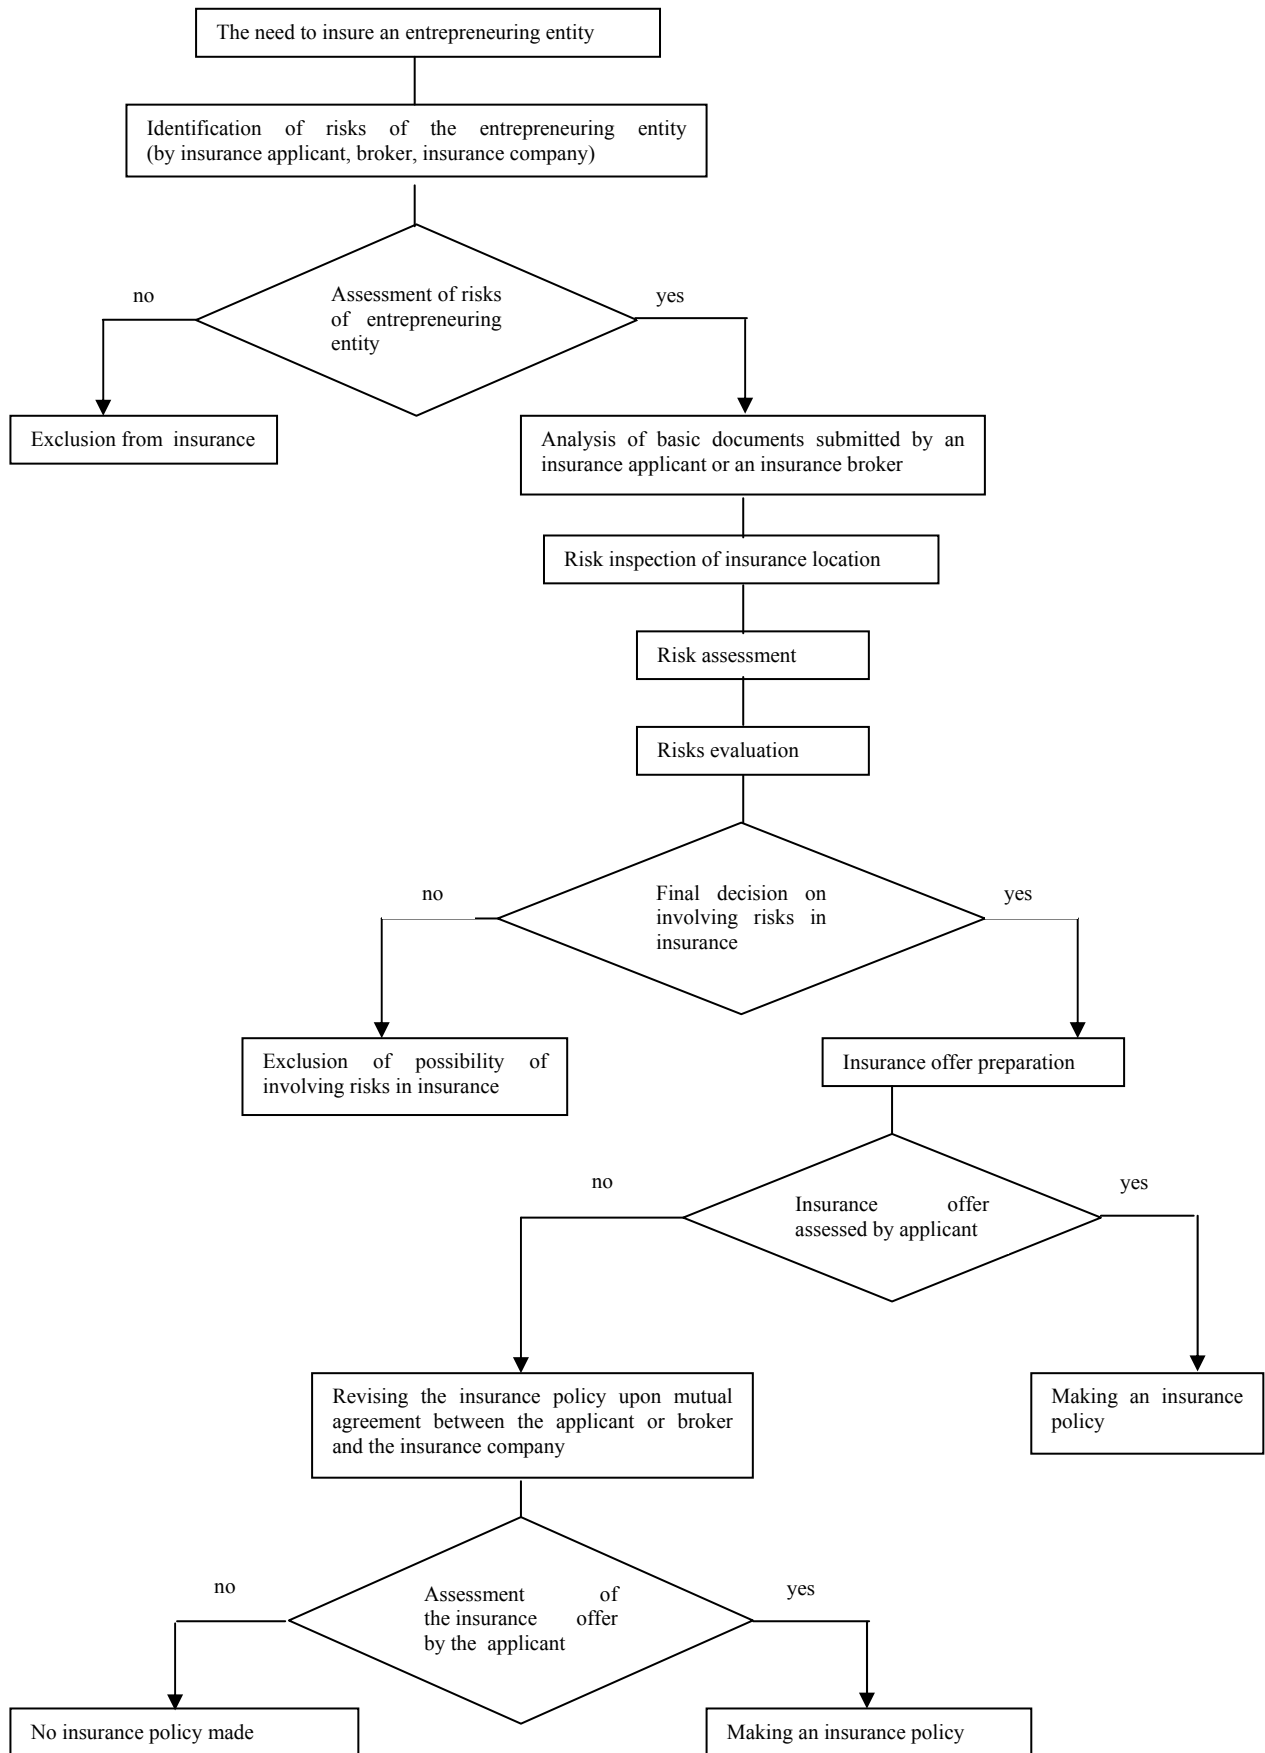 The need to insure an entrepreneuring entity
Identification of risks of the entrepreneuring entity
(by insurance applicant, broker, insurance company)
no
yes
Assessment of risks
of entrepreneuring
entity
Exclusion from insurance
Analysis of basic documents submitted by an
insurance applicant or an insurance broker
Risk inspection of insurance location
Risk assessment
Risks evaluation
no
yes
Final decision on
involving risks in
insurance
Exclusion of possibility of
involving risks in insurance
Insurance offer preparation
no
yes
Insurance offer
assessed by applicant
Revising the insurance policy upon mutual
agreement between the applicant or broker
and the insurance company
Making an insurance
policy
no
yes
Assessment of
the insurance offer
by the applicant
No insurance policy made
Making an insurance policy